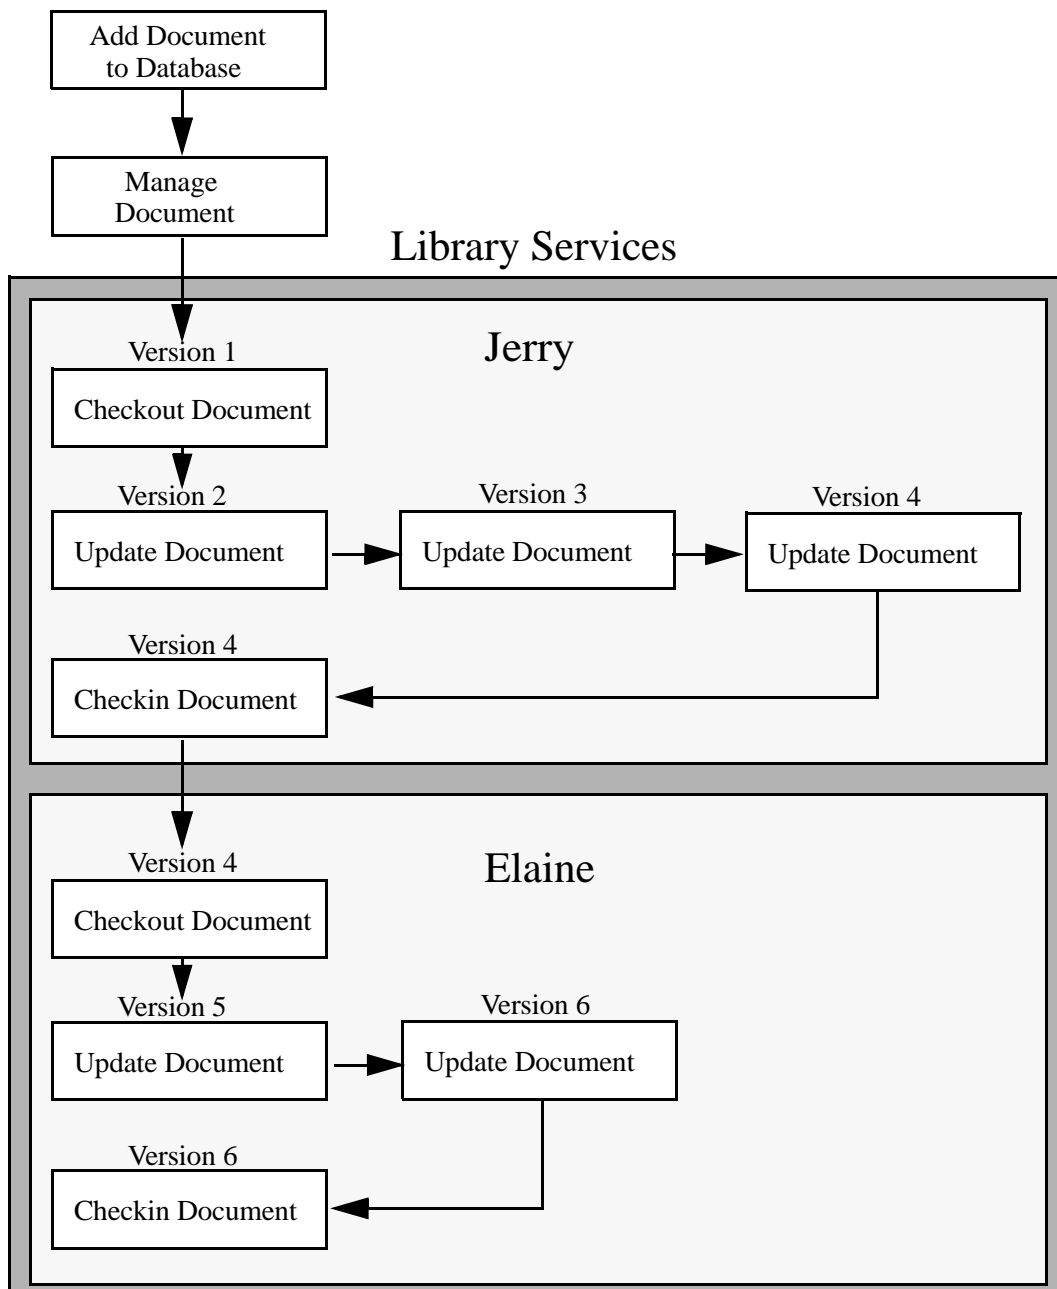 Add Document
to Database
Manage
Document
Library Services
Jerry
Version 1
Checkout Document
Version 2
Version 3
Version 4
Update Document
Update Document
Update Document
Version 4
Checkin Document
Elaine
Version 4
Checkout Document
Version 5
Version 6
Update Document
Update Document
Version 6
Checkin Document